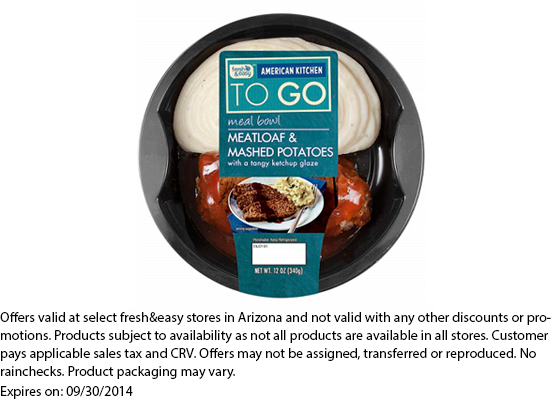 fresh
&easy
AMERICAN KITCHEN
TO GO
meal bowl
MEATLOAF &
MASHED POTATOES
with a tangy ketchup glaze
NET WT. 12 OZ (340g)
Offers valid at select fresh&easy stores in Arizona and not valid with any other discounts or pro-
motions. Products subject to availability as not all products are available in all stores. Customer
pays applicable sales tax and CRV. Offers may not be assigned, transferred or reproduced. No
rainchecks. Product packaging may vary.
Expires on: 09/30/2014